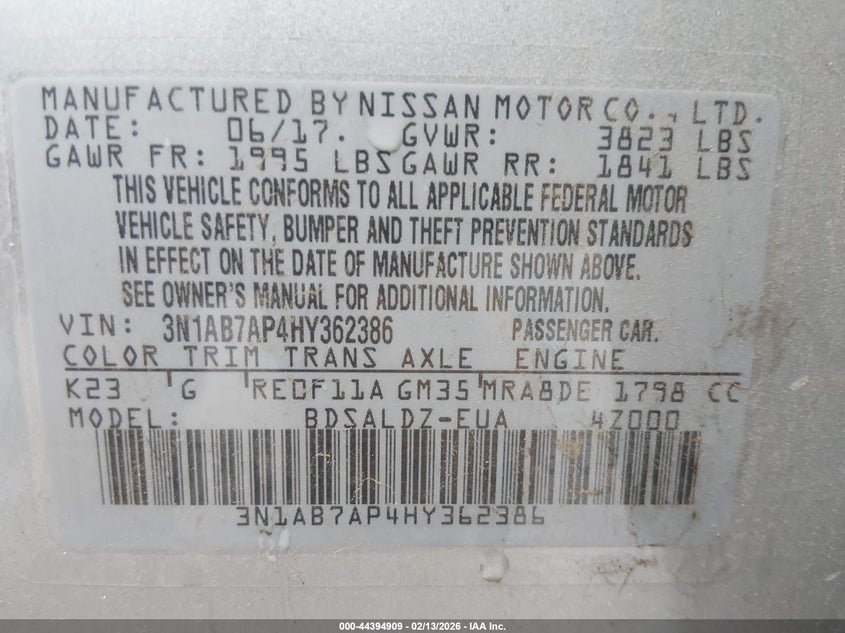 MANUFACTURED BY NISSAN MOTOR CO., LTD.
DATE: 06/17. GVWR: 3823 LBS
GAWR FR: 1995 LBS GAWR RR: 1841 LBS
THIS VEHICLE CONFORMS TO ALL APPLICABLE FEDERAL MOTOR
VEHICLE SAFETY, BUMPER AND THEFT PREVENTION STANDARDS
IN EFFECT ON THE DATE OF MANUFACTURE SHOWN ABOVE.
SEE OWNER'S MANUAL FOR ADDITIONAL INFORMATION.
VIN: 3N1AB7AP4HY362386 PASSENGER CAR.
COLOR TRIM TRANS AXLE ENGINE
K23 G RE0F11A GM35 MRA8DE 1798 CC
MODEL: BDSALDZ-EUA 4Z000
3N1AB7AP4HY362386
000-44394909 - 02/13/2026 - IAA Inc.